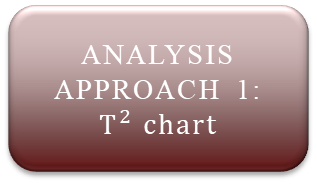 ANALYSIS
APPROACH 1:
T² chart